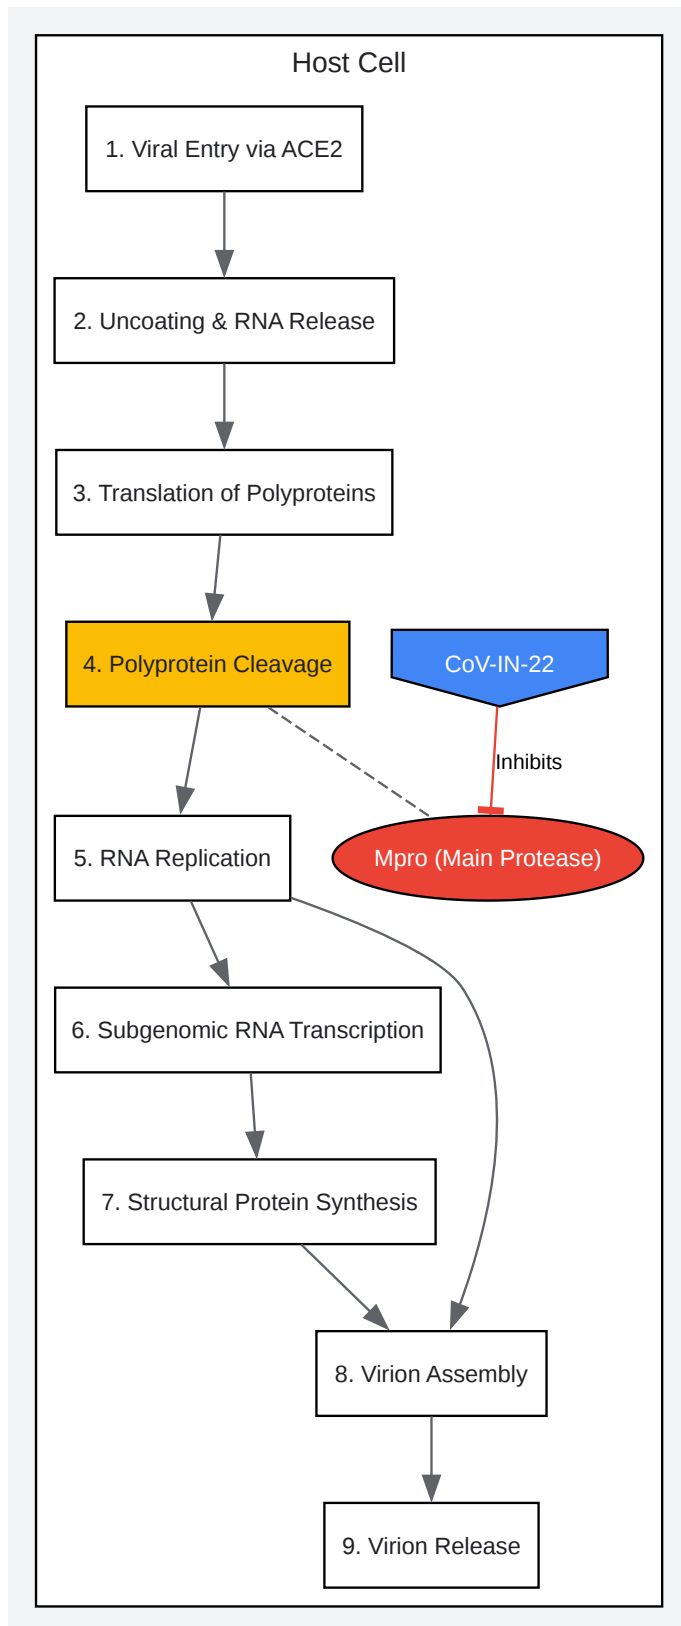 Host Cell
1. Viral Entry via ACE2
2. Uncoating & RNA Release
3. Translation of Polyproteins
4. Polyprotein Cleavage
CoV-IN-22
Inhibits
5. RNA Replication
Mpro (Main Protease)
6. Subgenomic RNA Transcription
7. Structural Protein Synthesis
8. Virion Assembly
9. Virion Release